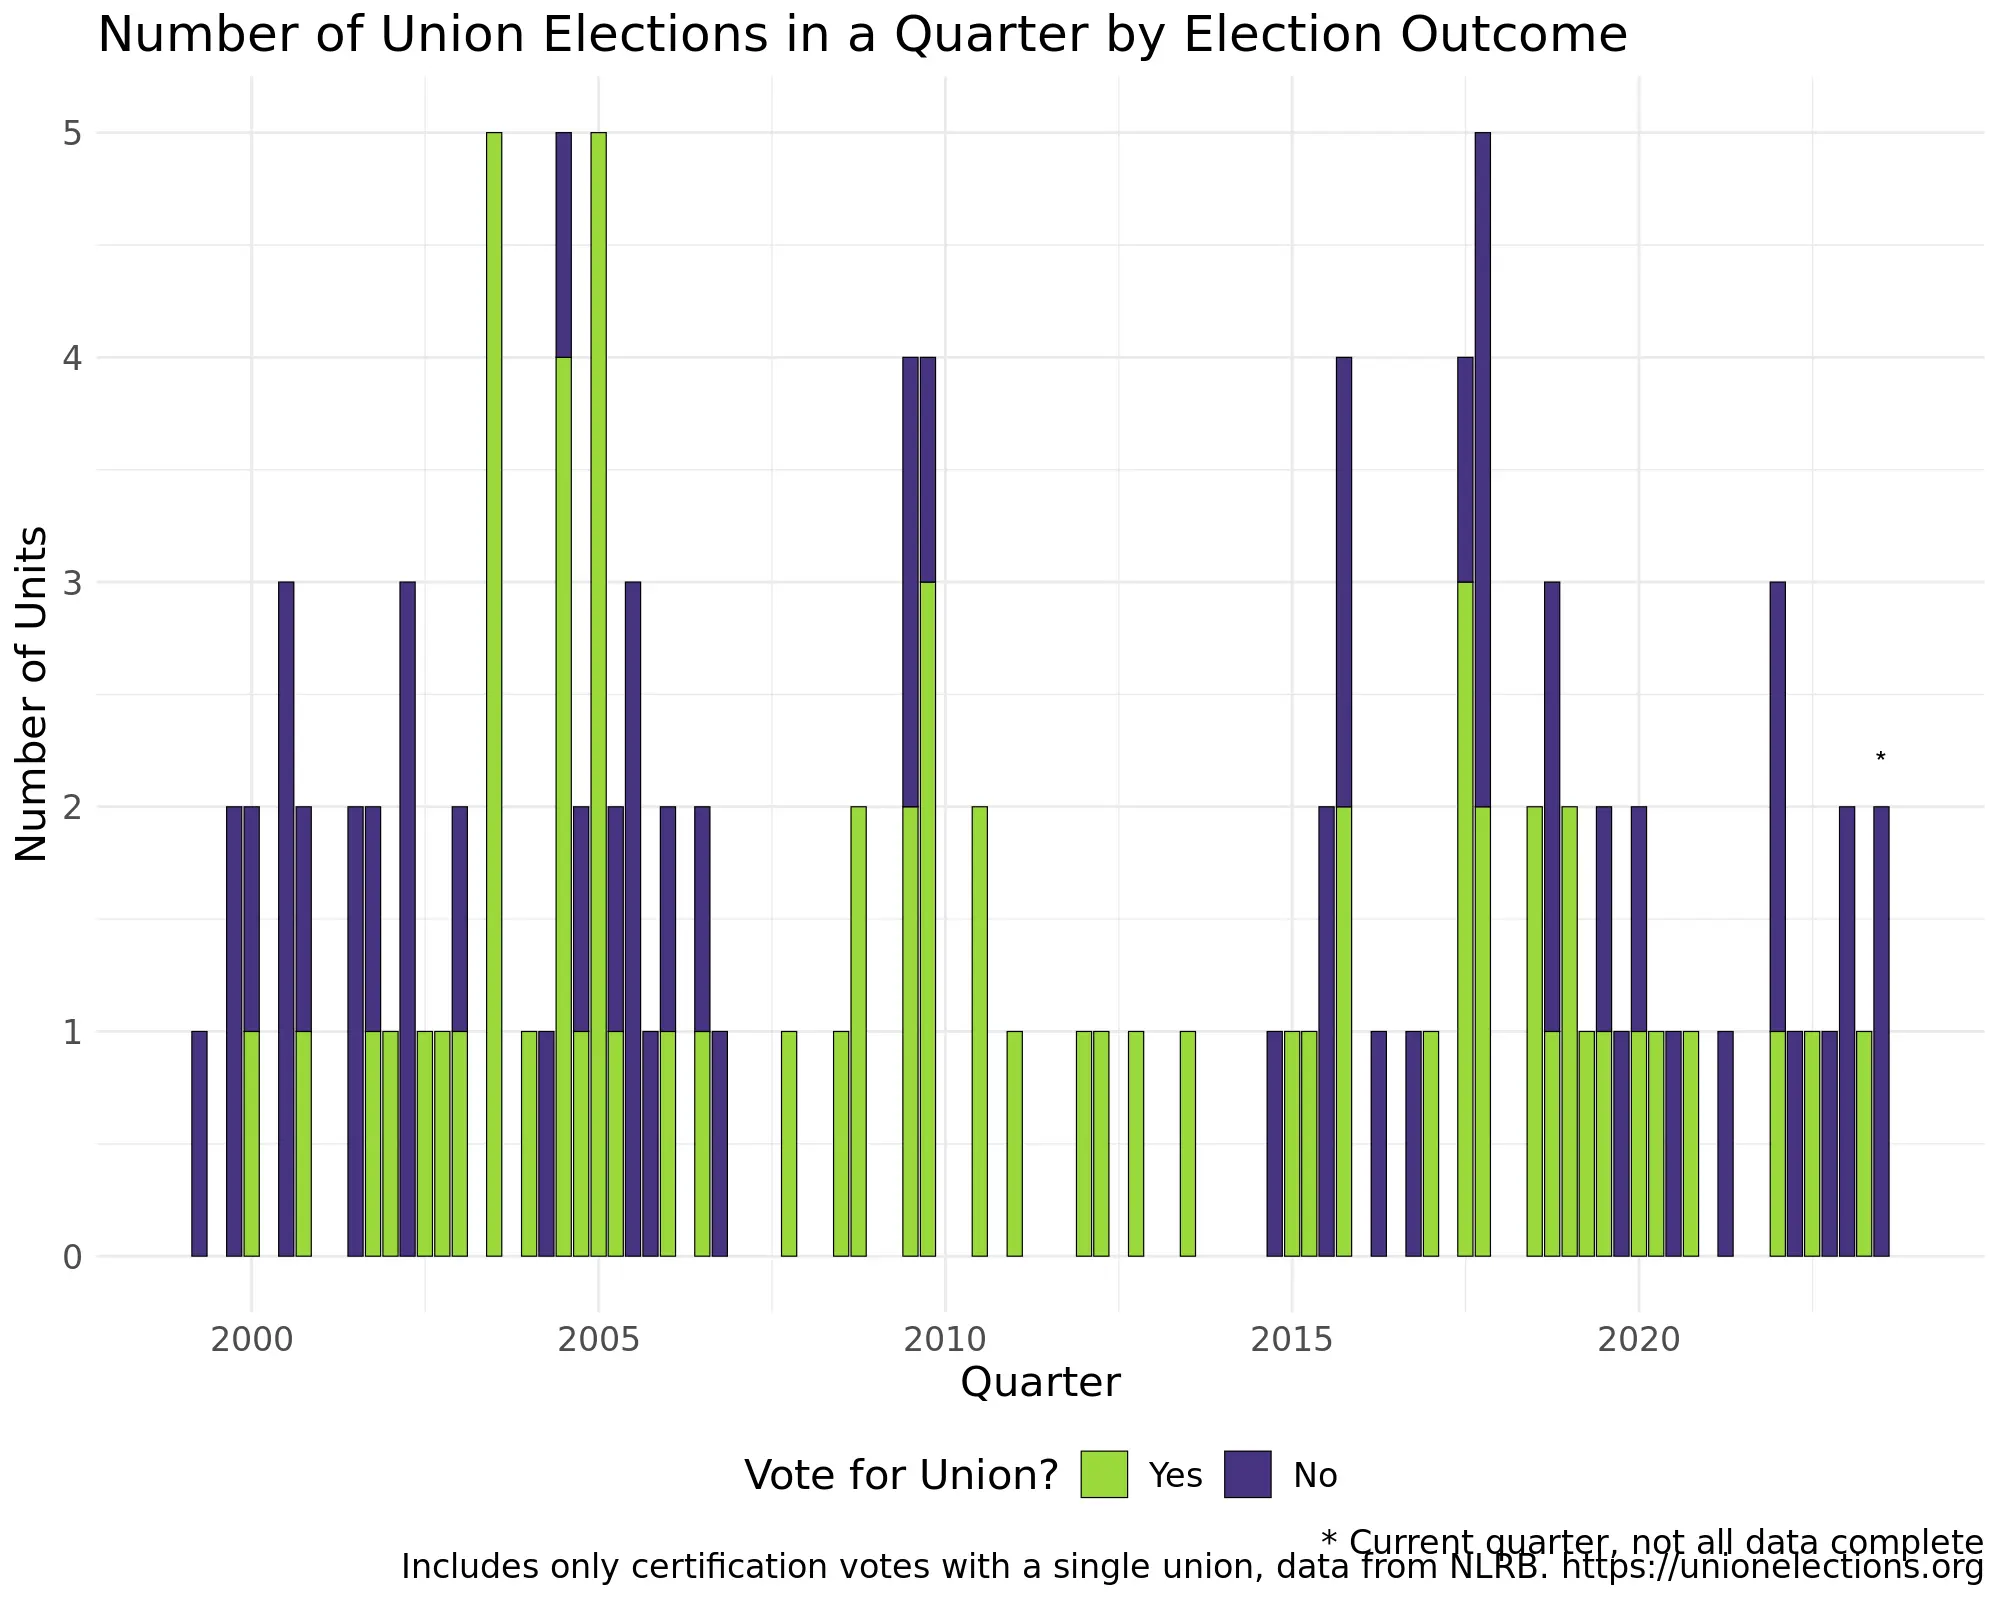 Number of Union Elections in a Quarter by Election Outcome
5
4
3
2
1
0
Number of Units
*
2000 2005 2010 2015 2020
Quarter
Vote for Union? Yes No
* Current quarter, not all data complete
Includes only certification votes with a single union, data from NLRB. https://unionelections.org